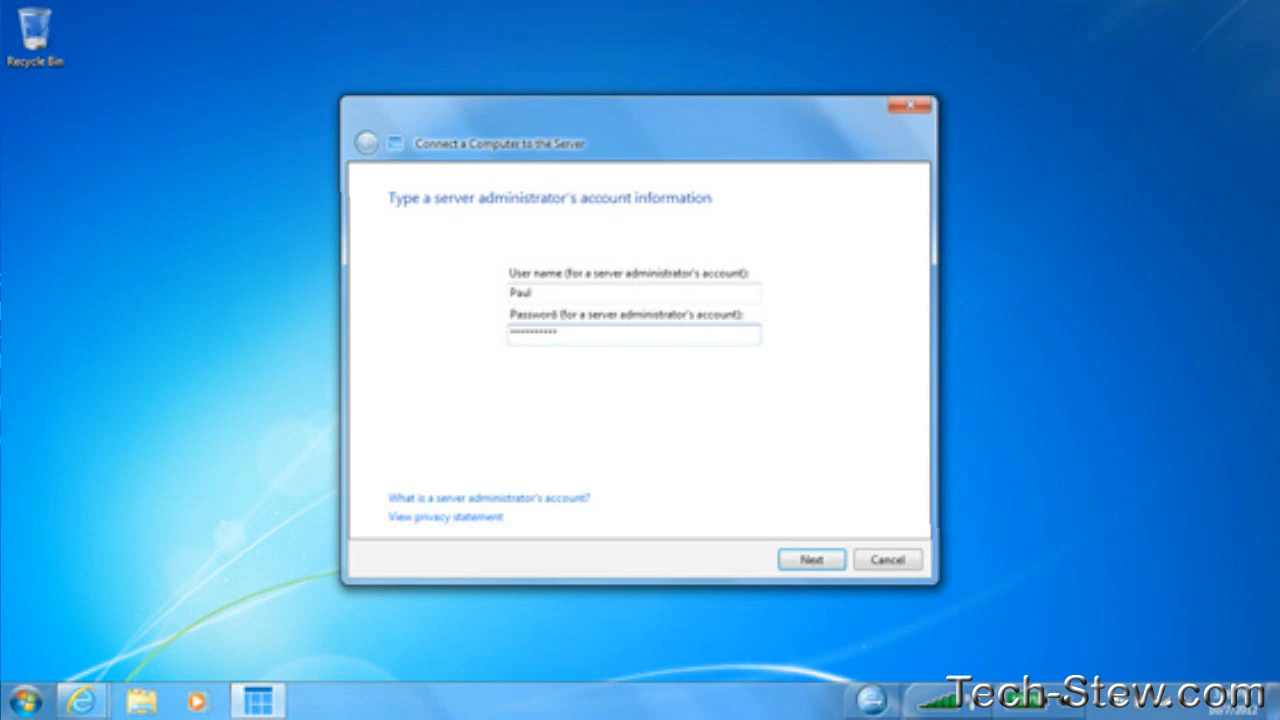 Recycle Bin
Connect a Computer to the Server
Type a server administrator's account information
User name (for a server administrator's account):
Paul
Password (for a server administrator's account):
What is a server administrator's account?
View privacy statement
Next
Cancel
Tech-Stew.com